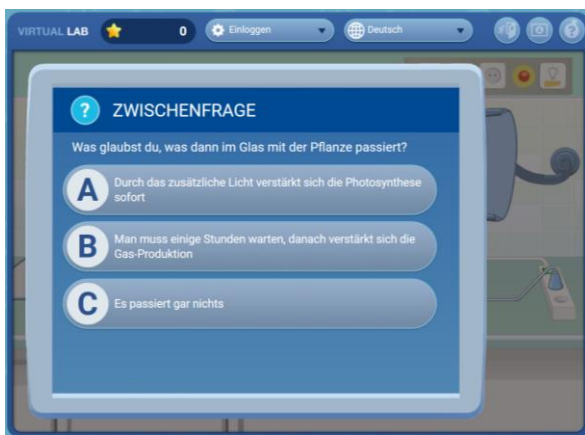 VIRTUAL LAB
0
Einloggen
Deutsch
ZWISCHENFRAGE
Was glaubst du, was dann im Glas mit der Pflanze passiert?
A
Durch das zusätzliche Licht verstärkt sich die Photosynthese
sofort
B
Man muss einige Stunden warten, danach verstärkt sich die
Gas-Produktion
C
Es passiert gar nichts